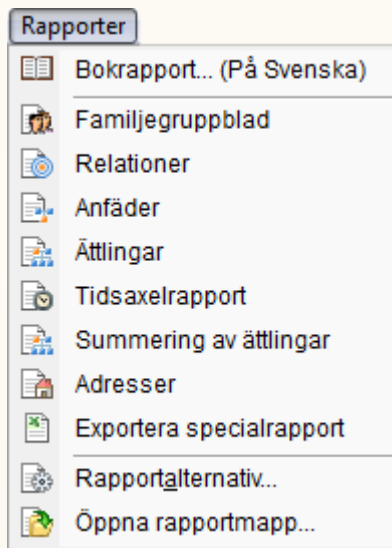 Rapporter
Bokrapport... (På Svenska)
Familjegruppblad
Relationer
Anfäder
Ättlingar
Tidsaxelrapport
Summering av ättlingar
Adresser
Exportera specialrapport
Rapportalternativ...
Öppna rapportmapp...